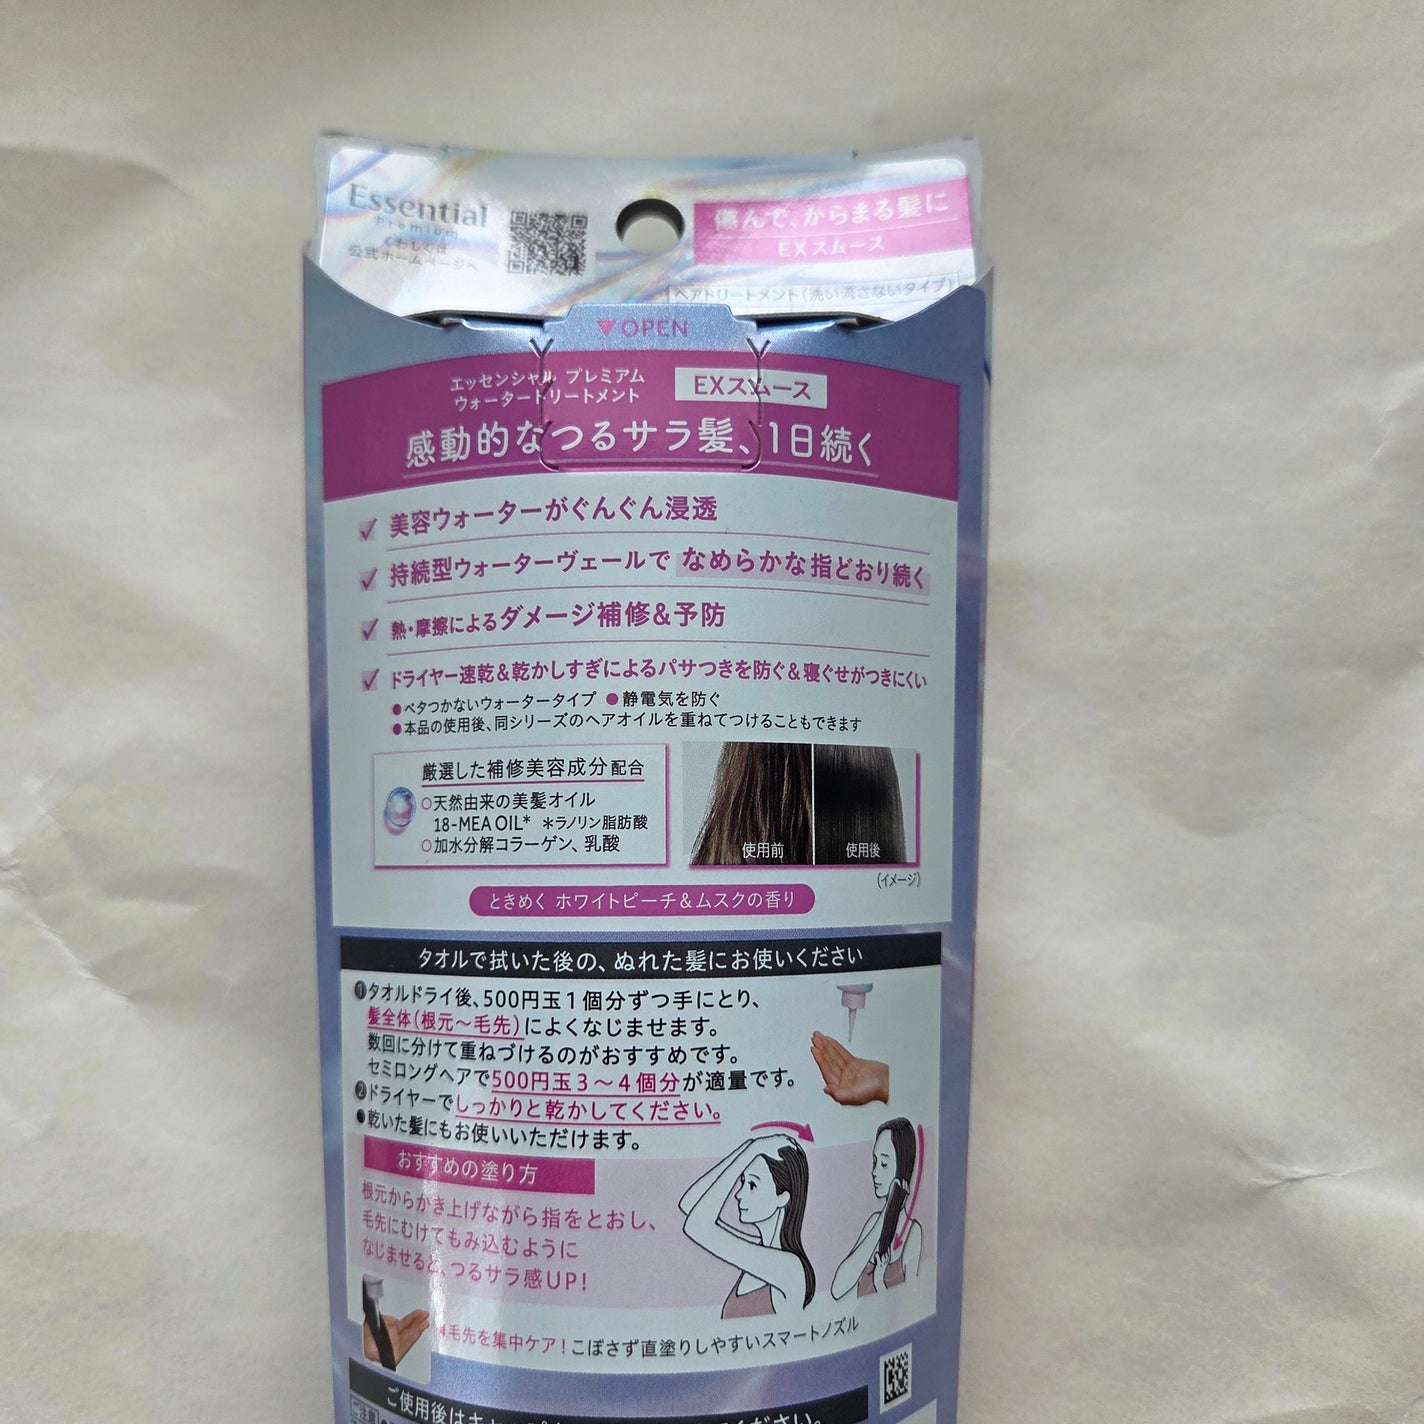 Essential
Premium
くわしくは
公式ホームページへ
傷んで、からまる髪に
EXスムース
ヘアトリートメント(洗い流さないタイプ)
▼OPEN
エッセンシャル プレミアム
ウォータートリートメント
EXスムース
感動的なつるサラ髪、1日続く
美容ウォーターがぐんぐん浸透
持続型ウォーターヴェールで なめらかな指どおり続く
熱・摩擦によるダメージ補修&予防
ドライヤー速乾&乾かしすぎによるパサつきを防ぐ&寝ぐせがつきにくい
●ベタつかないウォータータイプ ●静電気を防ぐ
●本品の使用後、同シリーズのヘアオイルを重ねてつけることもできます
厳選した補修美容成分配合
○天然由来の美髪オイル
18-MEA OIL* *ラノリン脂肪酸
○加水分解コラーゲン、乳酸
使用前
使用後
(イメージ)
ときめく ホワイトピーチ&ムスクの香り
タオルで拭いた後の、ぬれた髪にお使いください
❶タオルドライ後、500円玉1個分ずつ手にとり、
髪全体(根元〜毛先)によくなじませます。
数回に分けて重ねづけるのがおすすめです。
セミロングヘアで500円玉3〜4個分が適量です。
❷ドライヤーでしっかりと乾かしてください。
●乾いた髪にもお使いいただけます。
おすすめの塗り方
根元からかき上げながら指をとおし、
毛先にむけてもみ込むように
なじませると、つるサラ感UP!
毛先を集中ケア!こぼさず直塗りしやすいスマートノズル
ご使用後は